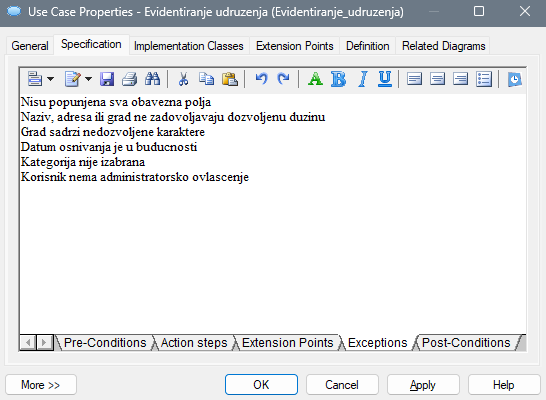 Use Case Properties - Evidentiranje udruzenja (Evidentiranje_udruzenja)
General Specification Implementation Classes Extension Points Definition Related Diagrams
A B I U
Nisu popunjena sva obavezna polja
Naziv, adresa ili grad ne zadovoljavaju dozvoljenu duzinu
Grad sadrzi nedozvoljene karaktere
Datum osnivanja je u buducnosti
Kategorija nije izabrana
Korisnik nema administratorsko ovlascenje
Pre-Conditions Action steps Extension Points Exceptions Post-Conditions
More >> OK Cancel Apply Help